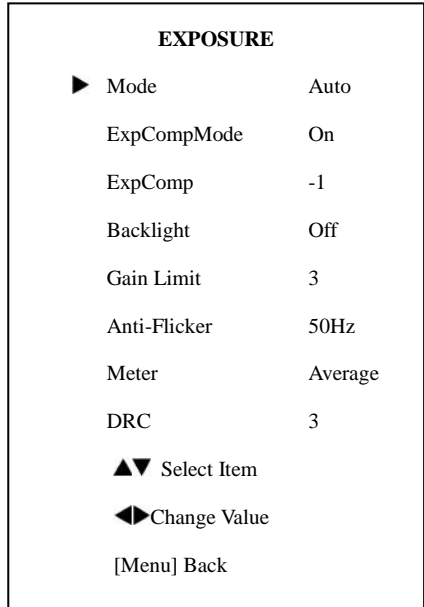 EXPOSURE
▶ Mode Auto
ExpCompMode On
ExpComp -1
Backlight Off
Gain Limit 3
Anti-Flicker 50Hz
Meter Average
DRC 3
▲▼ Select Item
◀▶Change Value
[Menu] Back